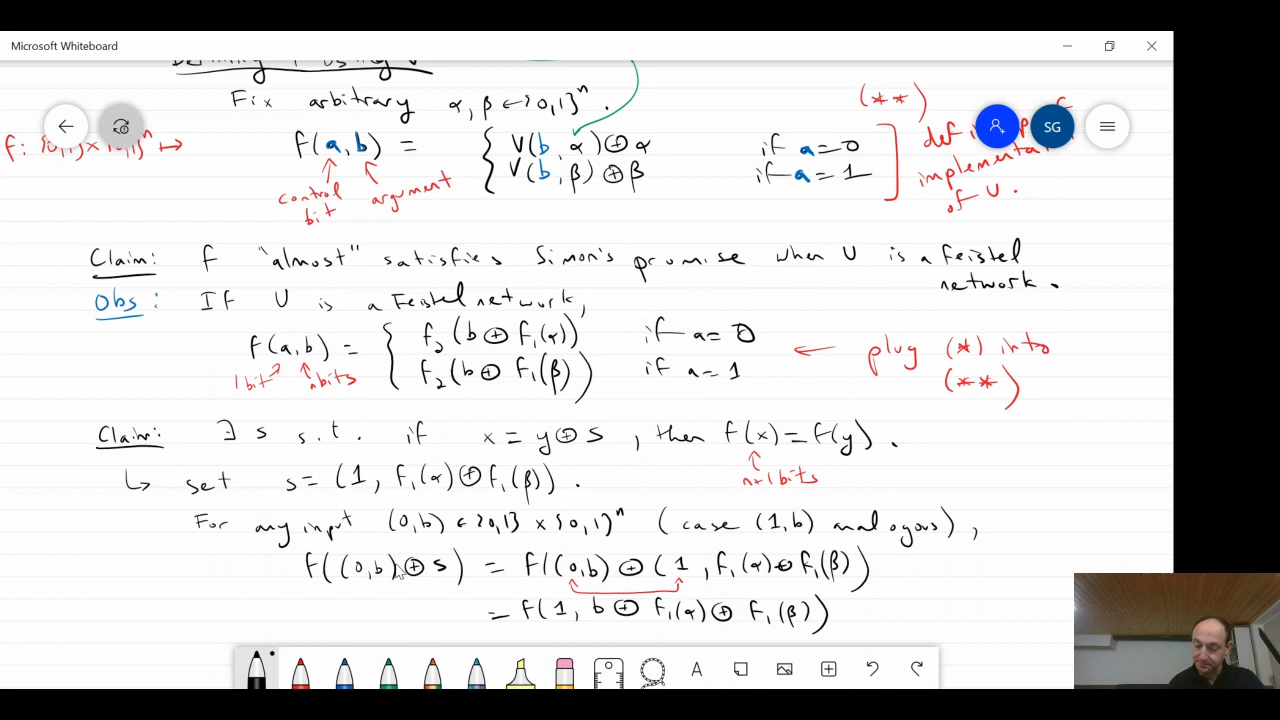 Microsoft Whiteboard
Fix arbitrary α, β ← {0,1}ⁿ.
(**)
f: {0,1}×{0,1}ⁿ ↦
f(a,b) = { V(b,α)⊕α if a=0
V(b,β)⊕β if a=1
control bit
argument
implementa
of U.
SG
Claim: f "almost" satisfies Simon's promise when U is a Feistel network.
Obs: If U is a Feistel network,
f(a,b) = { f₂(b⊕f₁(α)) if a=0
f₂(b⊕f₁(β)) if a=1
1 bit
n bits
← plug (*) into
(**)
Claim: ∃ s s.t. if x = y⊕s, then f(x)=f(y).
n+1 bits
↳ set s=(1, f₁(α)⊕f₁(β)).
For any input (0,b) ∈ {0,1}×{0,1}ⁿ (case (1,b) analogous),
f((0,b)⊕s) = f((0,b)⊕(1, f₁(α)⊕f₁(β))
= f(1, b⊕f₁(α)⊕f₁(β))
A